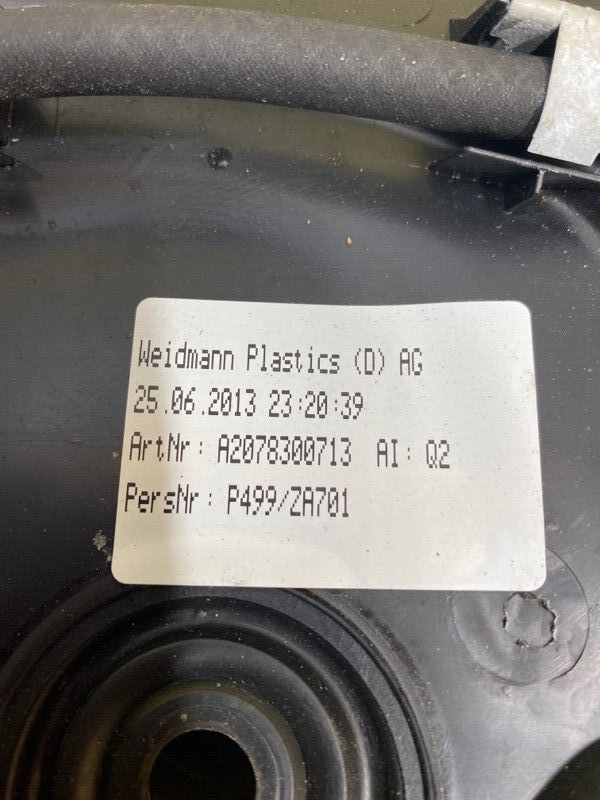 Weidmann Plastics (D) AG
25.06.2013 23:20:39
ArtNr: A2078300713 AI: Q2
PersNr: P499/ZA701